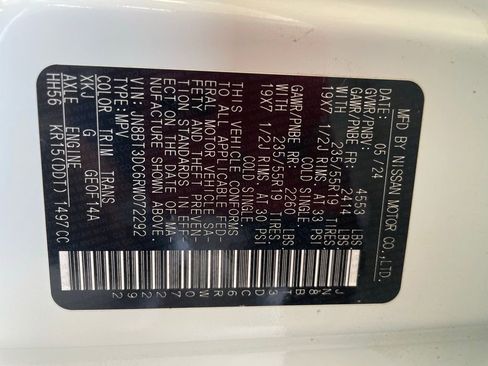 MFD BY NISSAN MOTOR CO.,LTD.
DATE: 05/24
GVWR/PNBV: 4553 LBS
GAWR/PNBE FR: 2414 LBS
WITH 235/55R19 TIRES
19X7 1/2J RIMS, AT 33 PSI
COLD SINGLE
GAWR/PNBE RR: 2260 LBS
WITH 235/55R19 TIRES
19X7 1/2J RIMS, AT 30 PSI
COLD SINGLE
THIS VEHICLE CONFORMS
TO ALL APPLICABLE FED-
ERAL MOTOR VEHICLE SA-
FETY AND BUMPER
THEFT PREVENTION
ION STANDARDS IN EFF-
ECT ON THE DATE OF MA-
NUFACTURE SHOWN ABOVE.
JN8BT3DC6RW072292
TYPE:MPV
COLOR TRIM TRANS
XKJ G GE0F14A
AXLE ENGINE
HH56 KR15(DDT)1497CC
JN8BT3DC6RW072292